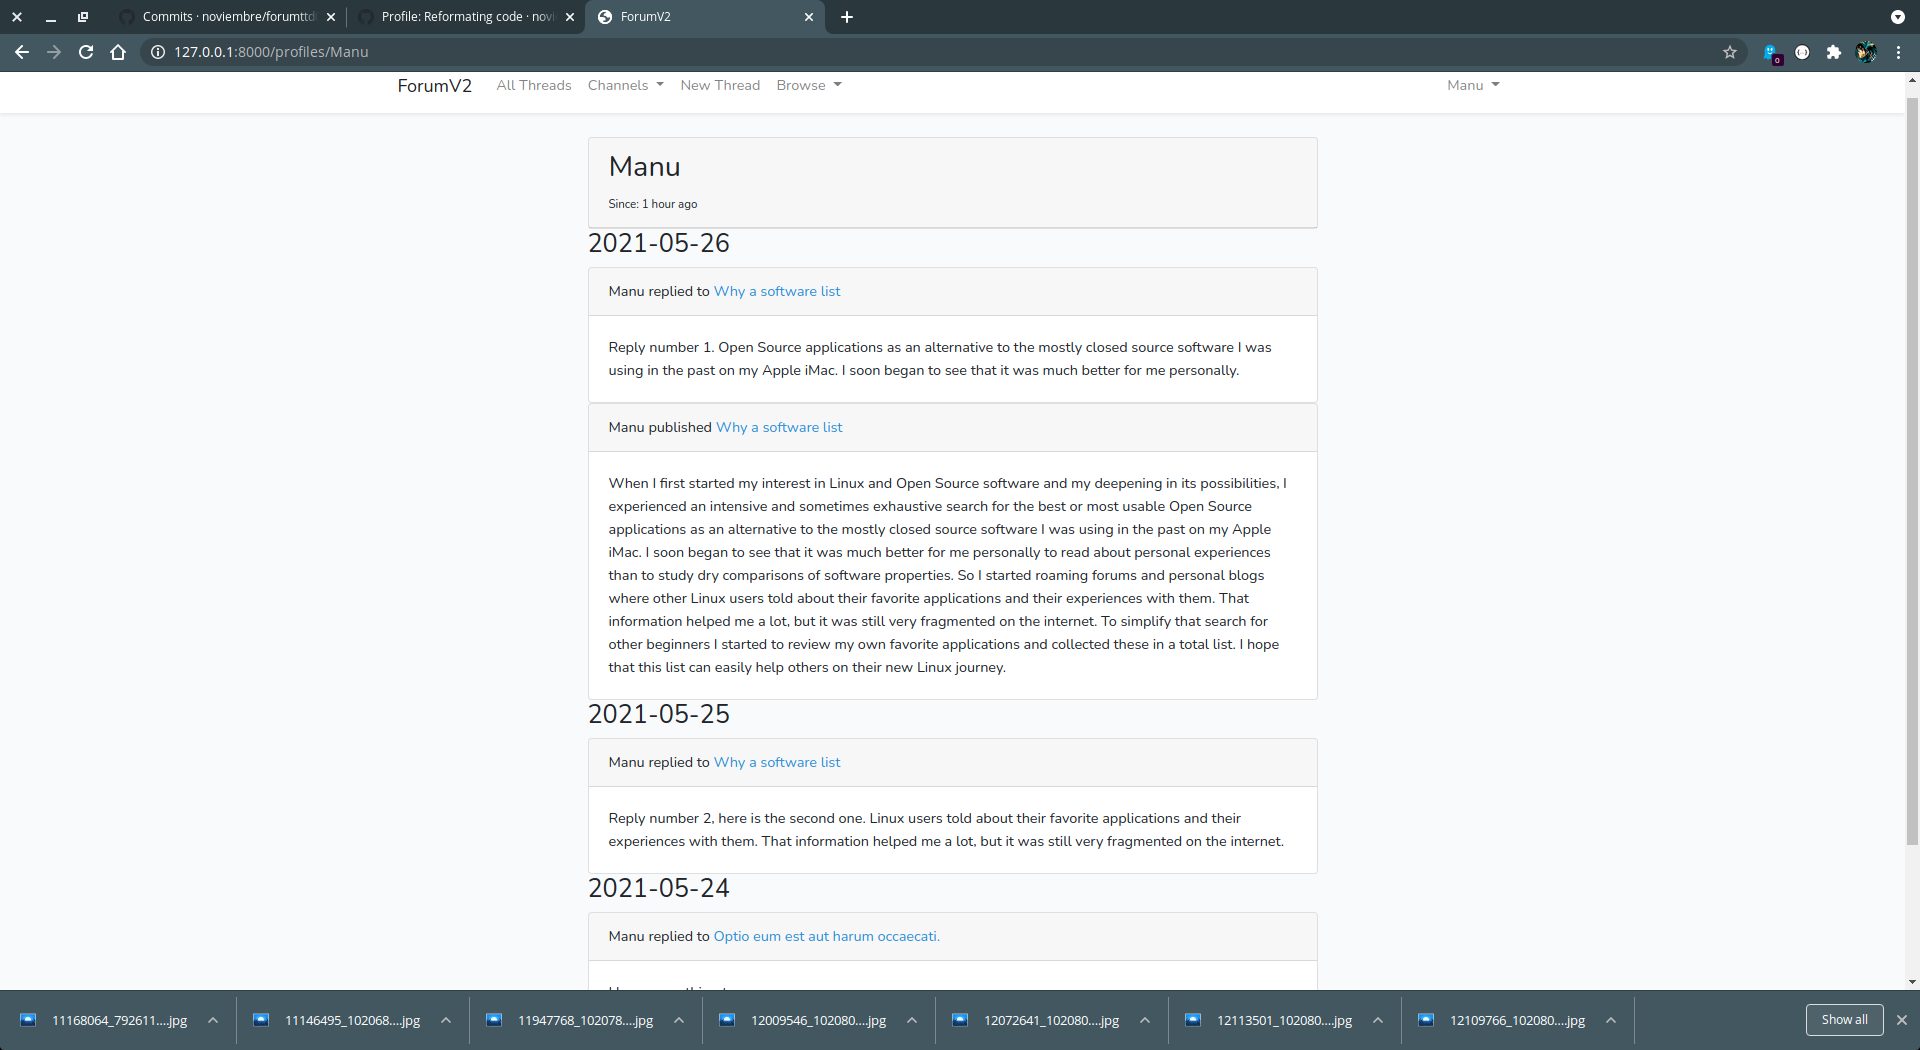 Commits · noviembre/forumttd
Profile: Reformating code · novi
ForumV2
127.0.0.1:8000/profiles/Manu
0
ForumV2 All Threads Channels New Thread Browse Manu
Manu
Since: 1 hour ago
2021-05-26
Manu replied to Why a software list
Reply number 1. Open Source applications as an alternative to the mostly closed source software I was
using in the past on my Apple iMac. I soon began to see that it was much better for me personally.
Manu published Why a software list
When I first started my interest in Linux and Open Source software and my deepening in its possibilities, I
experienced an intensive and sometimes exhaustive search for the best or most usable Open Source
applications as an alternative to the mostly closed source software I was using in the past on my Apple
iMac. I soon began to see that it was much better for me personally to read about personal experiences
than to study dry comparisons of software properties. So I started roaming forums and personal blogs
where other Linux users told about their favorite applications and their experiences with them. That
information helped me a lot, but it was still very fragmented on the internet. To simplify that search for
other beginners I started to review my own favorite applications and collected these in a total list. I hope
that this list can easily help others on their new Linux journey.
2021-05-25
Manu replied to Why a software list
Reply number 2, here is the second one. Linux users told about their favorite applications and their
experiences with them. That information helped me a lot, but it was still very fragmented on the internet.
2021-05-24
Manu replied to Optio eum est aut harum occaecati.
11168064_792611....jpg
11146495_102068....jpg
11947768_102078....jpg
12009546_102080....jpg
12072641_102080....jpg
12113501_102080....jpg
12109766_102080....jpg
Show all